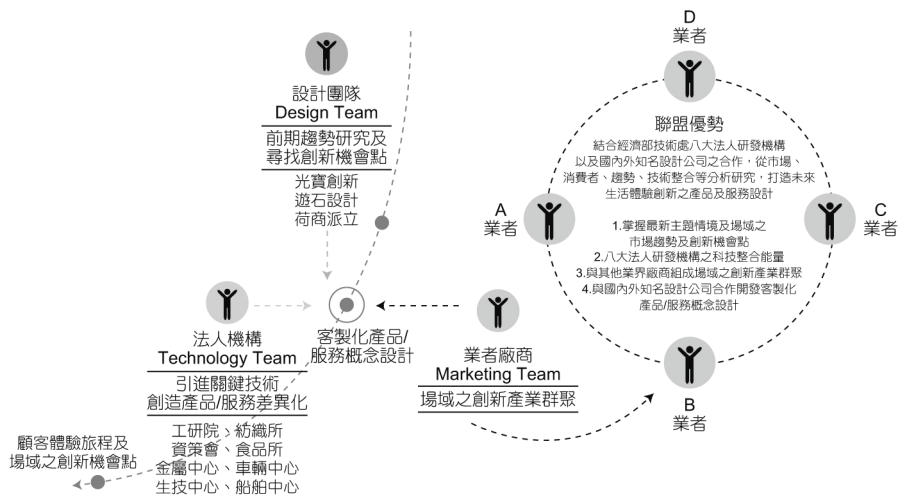 設計團隊
Design Team
前期趨勢研究及
尋找創新機會點
光寶創新
遊石設計
荷商派立
法人機構
Technology Team
引進關鍵技術
創造產品/服務差異化
工研院、紡織所
資策會、食品所
金屬中心、車輛中心
生技中心、船舶中心
顧客體驗旅程及
場域之創新機會點
客製化產品/
服務概念設計
業者廠商
Marketing Team
場域之創新產業群聚
D
業者
A
業者
C
業者
B
業者
聯盟優勢
結合經濟部技術處八大法人研發機構
以及國內外知名設計公司之合作，從市場、
消費者、趨勢、技術整合等分析研究，打造未來
生活體驗創新之產品及服務設計
1.掌握最新主題情境及場域之
市場趨勢及創新機會點
2.八大法人研發機構之科技整合能量
3.與其他業界廠商組成場域之創新產業群聚
4.與國內外知名設計公司合作開發客製化
產品/服務概念設計